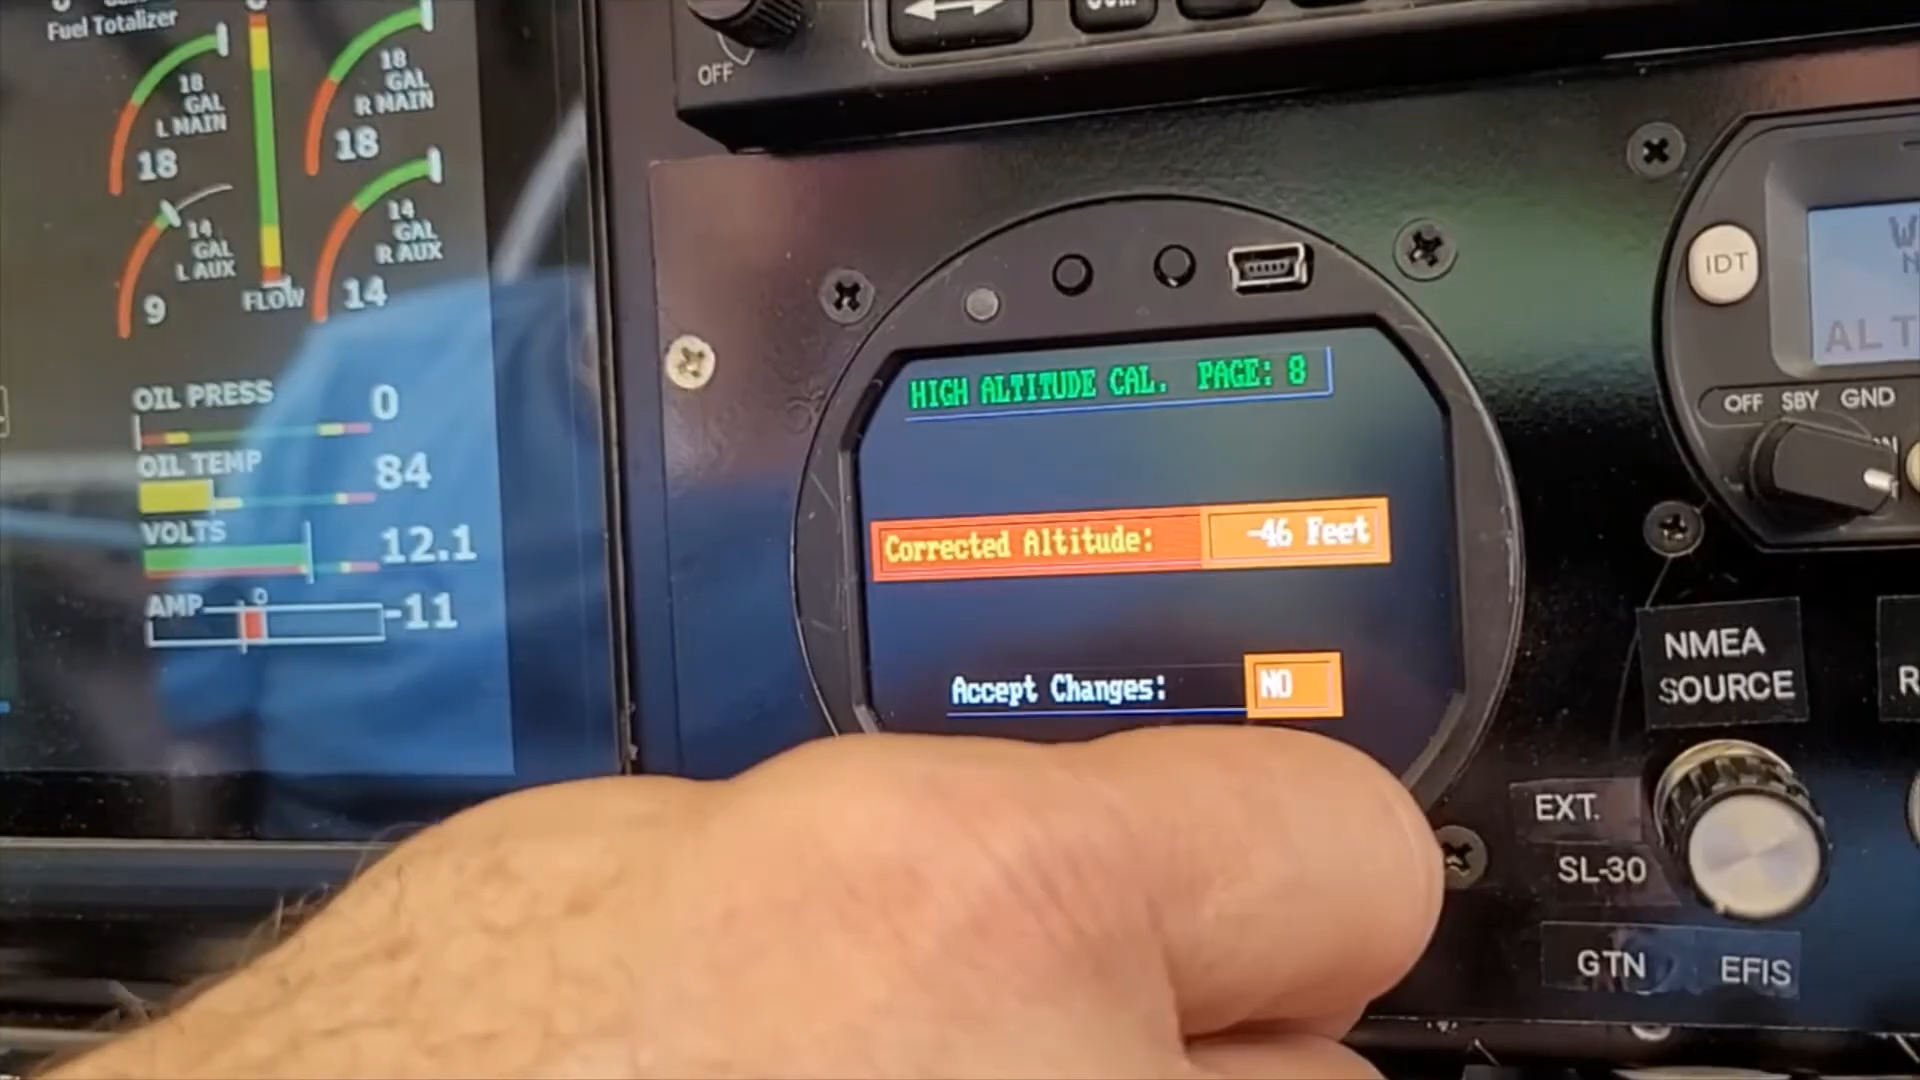 Fuel Totalizer
18
GAL
L MAIN
18
18
GAL
R MAIN
18
14
GAL
L AUX
9
FLOW
14
GAL
R AUX
14
OIL PRESS 0
OIL TEMP 84
VOLTS 12.1
AMP 0 -11
OFF
HIGH ALTITUDE CAL. PAGE: 8
Corrected Altitude: -46 Feet
Accept Changes: NO
IDT
ALT
OFF SBY GND
NMEA
SOURCE
EXT.
SL-30
GTN EFIS